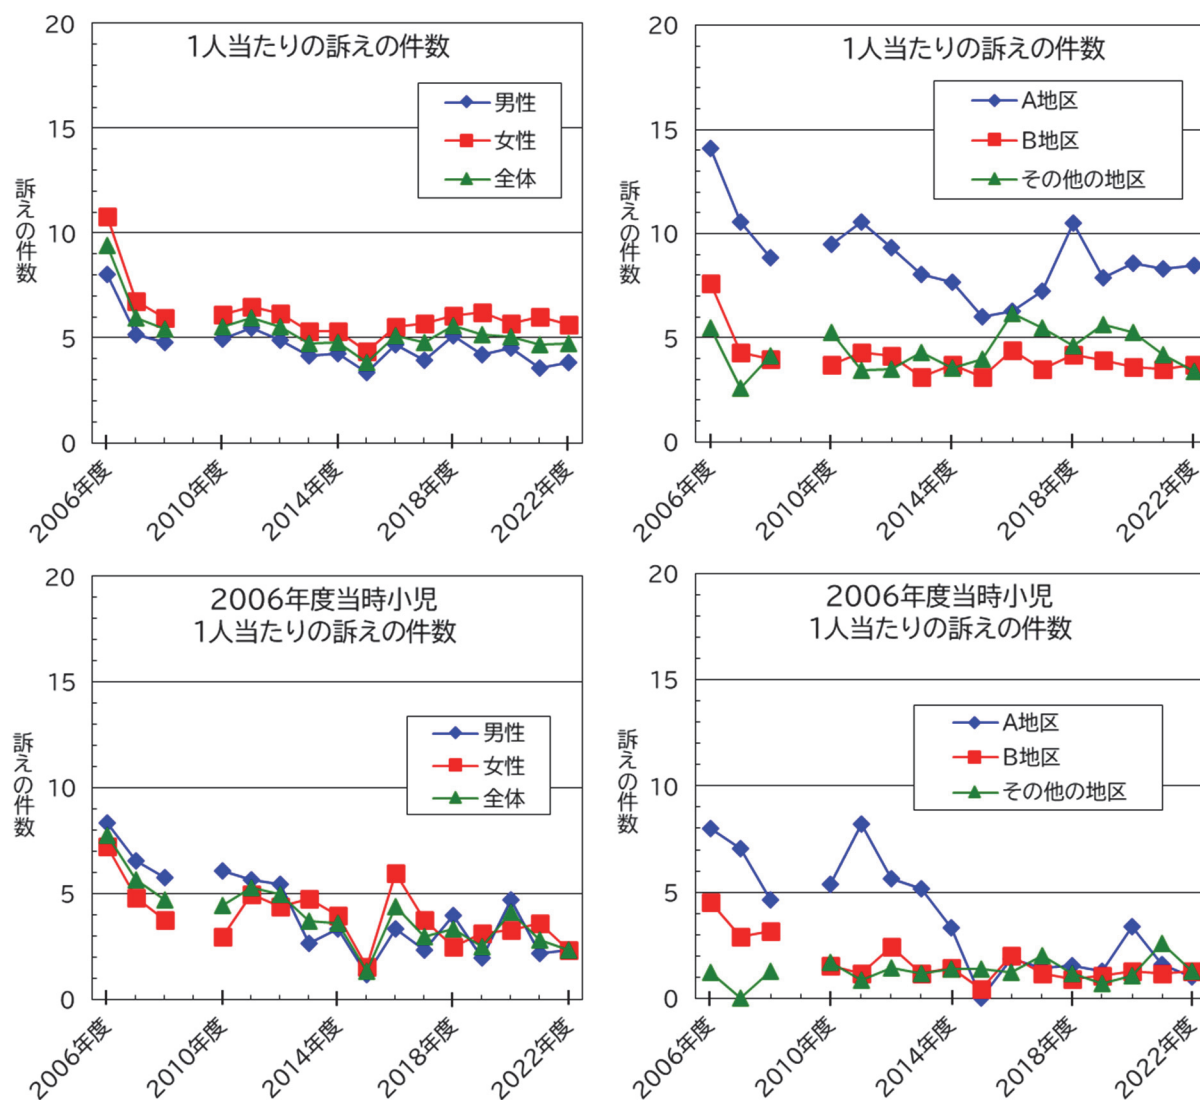 1人当たりの訴えの件数
20
15
10
5
0
訴えの件数
男性
女性
全体
2006年度
2010年度
2014年度
2018年度
2022年度
1人当たりの訴えの件数
20
15
10
5
0
訴えの件数
A地区
B地区
その他の地区
2006年度
2010年度
2014年度
2018年度
2022年度
2006年度当時小児
1人当たりの訴えの件数
20
15
10
5
0
訴えの件数
男性
女性
全体
2006年度
2010年度
2014年度
2018年度
2022年度
2006年度当時小児
1人当たりの訴えの件数
20
15
10
5
0
訴えの件数
A地区
B地区
その他の地区
2006年度
2010年度
2014年度
2018年度
2022年度